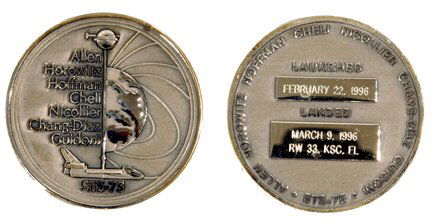 Allen
Horowitz
Hoffman
Cheli
Nicollier
Chang-Diaz
Guidoni
STS-75
ALLEN HOROWITZ HOFFMAN CHELI NICOLLIER CHANG-DIAZ GUIDONI
LAUNCHED
FEBRUARY 22, 1996
LANDED
MARCH 9, 1996
RW 33, KSC, FL
STS-75